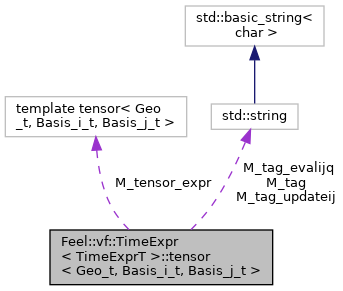 std::basic_string<
char >
template tensor< Geo
_t, Basis_i_t, Basis_j_t >
std::string
M_tensor_expr
M_tag_evalijq
M_tag
M_tag_updateij
Feel::vf::TimeExpr
< TimeExprT >::tensor
< Geo_t, Basis_i_t, Basis_j_t >